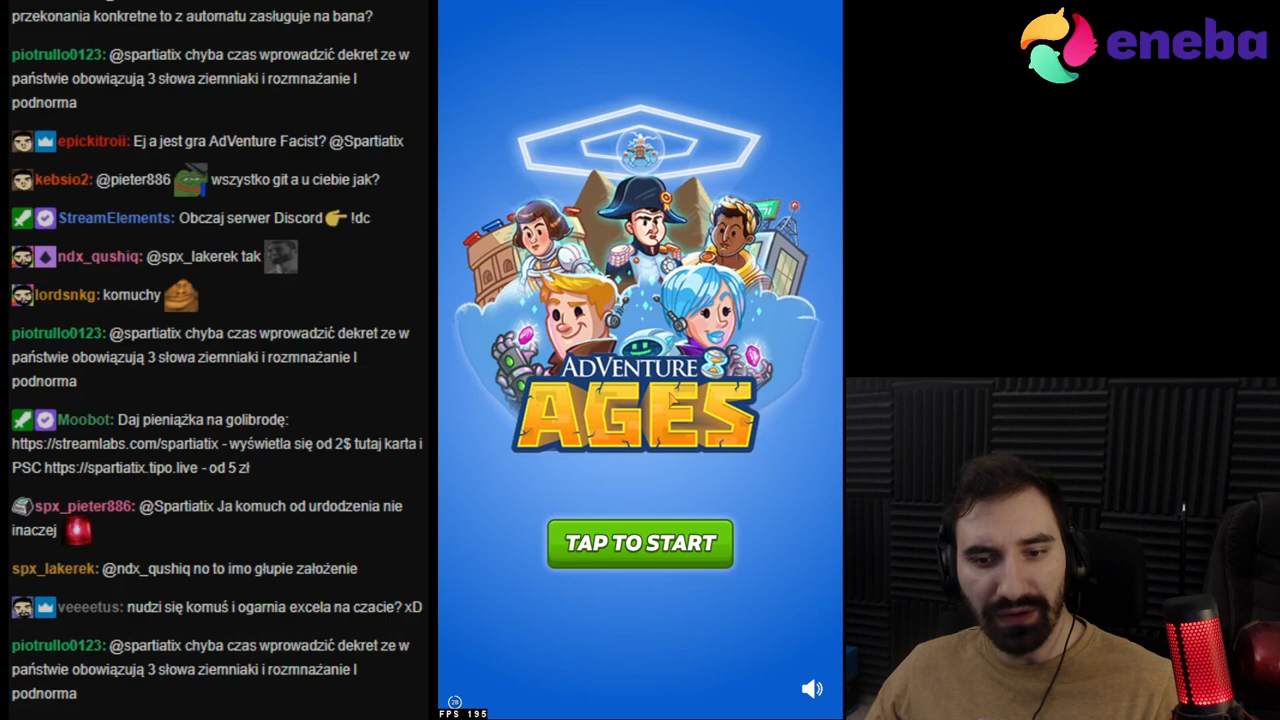 przekonania konkretne to z automatu zasługuje na bana?
piotrullo0123: @spartiatix chyba czas wprowadzić dekret ze w
państwie obowiązują 3 słowa ziemniaki i rozmnażanie I
podnorma
epickitroii: Ej a jest gra AdVenture Facist? @Spartiatix
kebsio2: @pieter886 wszystko git a u ciebie jak?
StreamElements: Obczaj serwer Discord !dc
ndx_qushiq: @spx_lakerek tak
lordsnkg: komuchy
piotrullo0123: @spartiatix chyba czas wprowadzić dekret ze w
państwie obowiązują 3 słowa ziemniaki i rozmnażanie I
podnorma
Moobot: Daj pieniążka na golibrodę:
https://streamlabs.com/spartiatix - wyświetla się od 2$ tutaj karta i
PSC https://spartiatix.tipo.live - od 5 zł
spx_pieter886: @Spartiatix Ja komuch od urdodzenia nie
inaczej
spx_lakerek: @ndx_qushiq no to imo głupie założenie
veeeetus: nudzi się komuś i ogarnia excela na czacie? xD
piotrullo0123: @spartiatix chyba czas wprowadzić dekret ze w
państwie obowiązują 3 słowa ziemniaki i rozmnażanie I
podnorma
ADVENTURE
AGES
TAP TO START
28
FPS 195
eneba